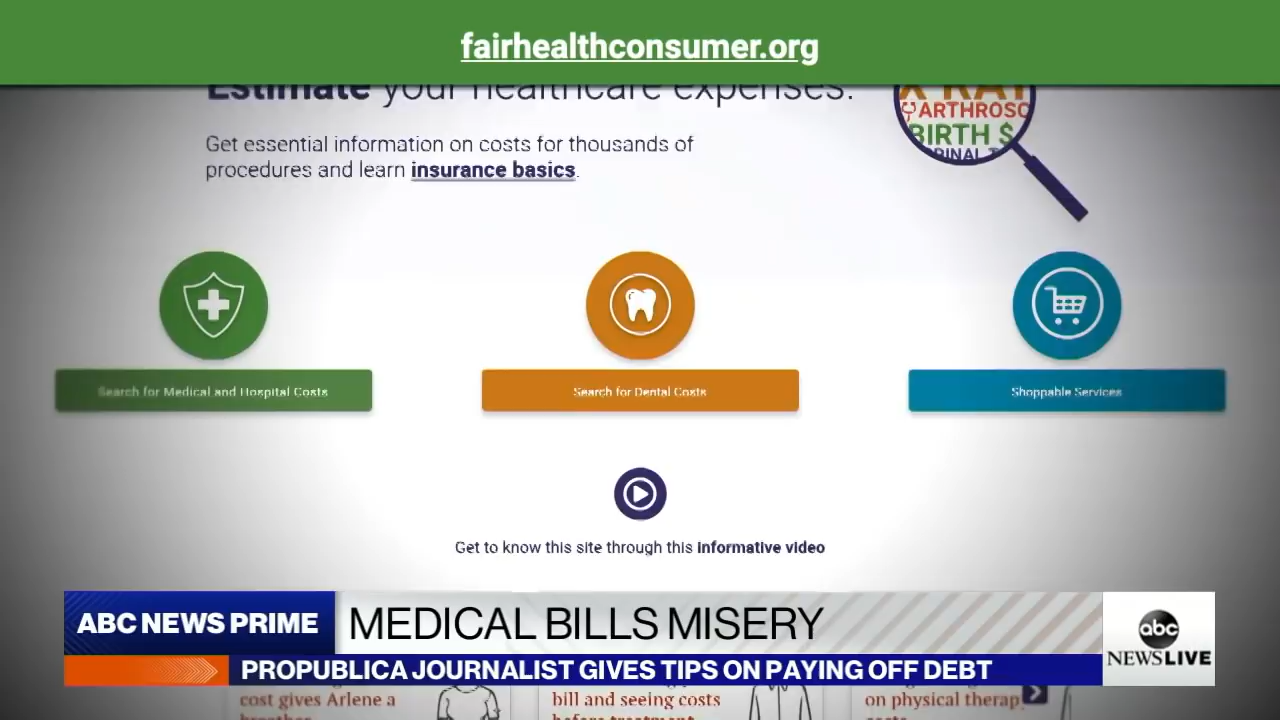 fairhealthconsumer.org
Estimate your healthcare expenses.
X-RAY
ARTHROSC
BIRTH $
Get essential information on costs for thousands of
procedures and learn insurance basics.
Search for Medical and Hospital Costs
Search for Dental Costs
Shoppable Services
Get to know this site through this informative video
ABC NEWS PRIME
MEDICAL BILLS MISERY
abc
NEWSLIVE
PROPUBLICA JOURNALIST GIVES TIPS ON PAYING OFF DEBT
cost gives Arlene a
bill and seeing costs
before treatment
on physical therapy